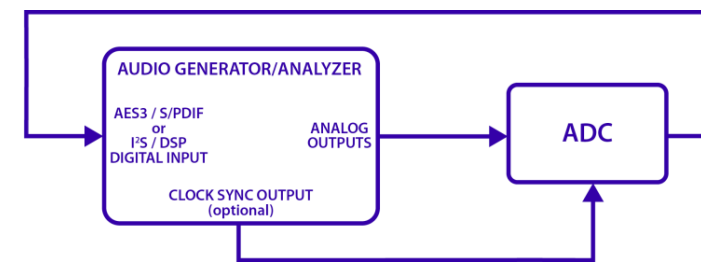 AUDIO GENERATOR/ANALYZER
AES3 / S/PDIF
or
I²S / DSP
DIGITAL INPUT
ANALOG
OUTPUTS
CLOCK SYNC OUTPUT
(optional)
ADC